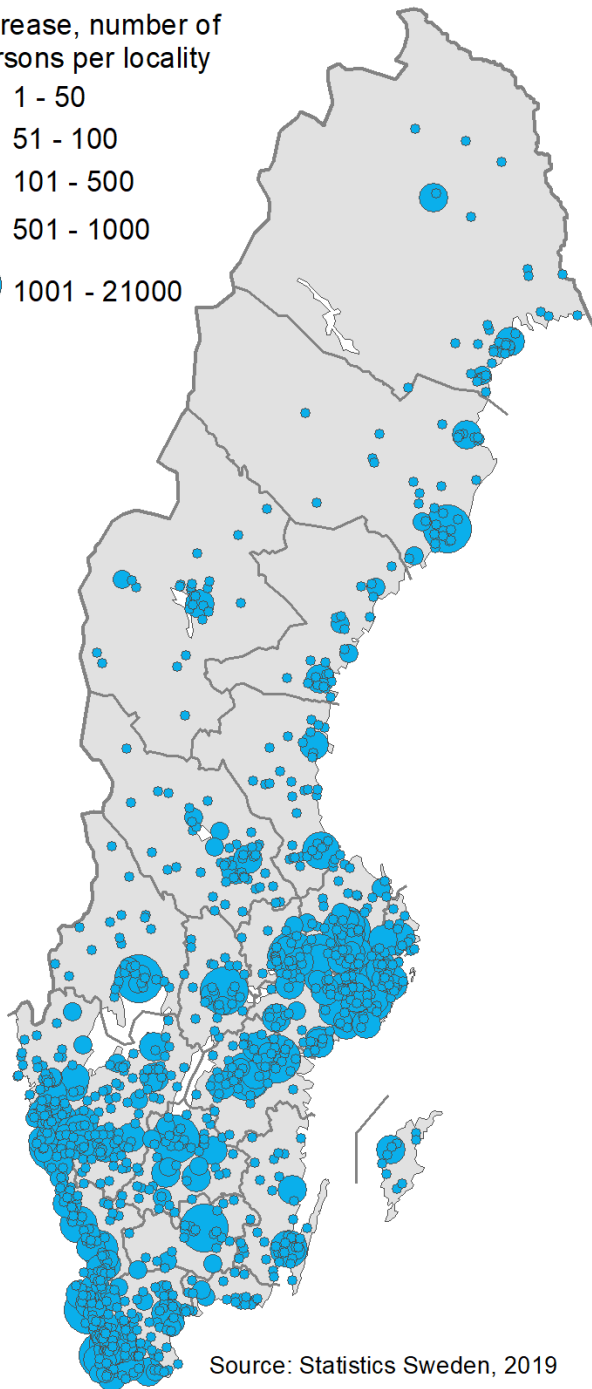 rease, number of
rsons per locality
1 - 50
51 - 100
101 - 500
501 - 1000
1001 - 21000
Source: Statistics Sweden, 2019